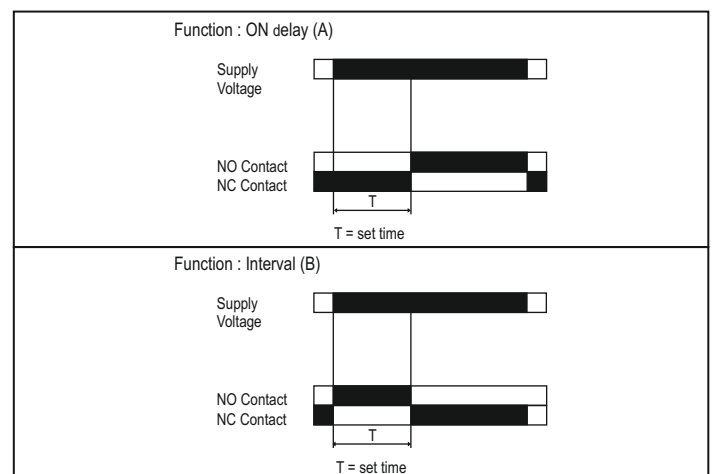 Function : ON delay (A)
Supply
Voltage
NO Contact
NC Contact
T
T = set time
Function : Interval (B)
Supply
Voltage
NO Contact
NC Contact
T
T = set time